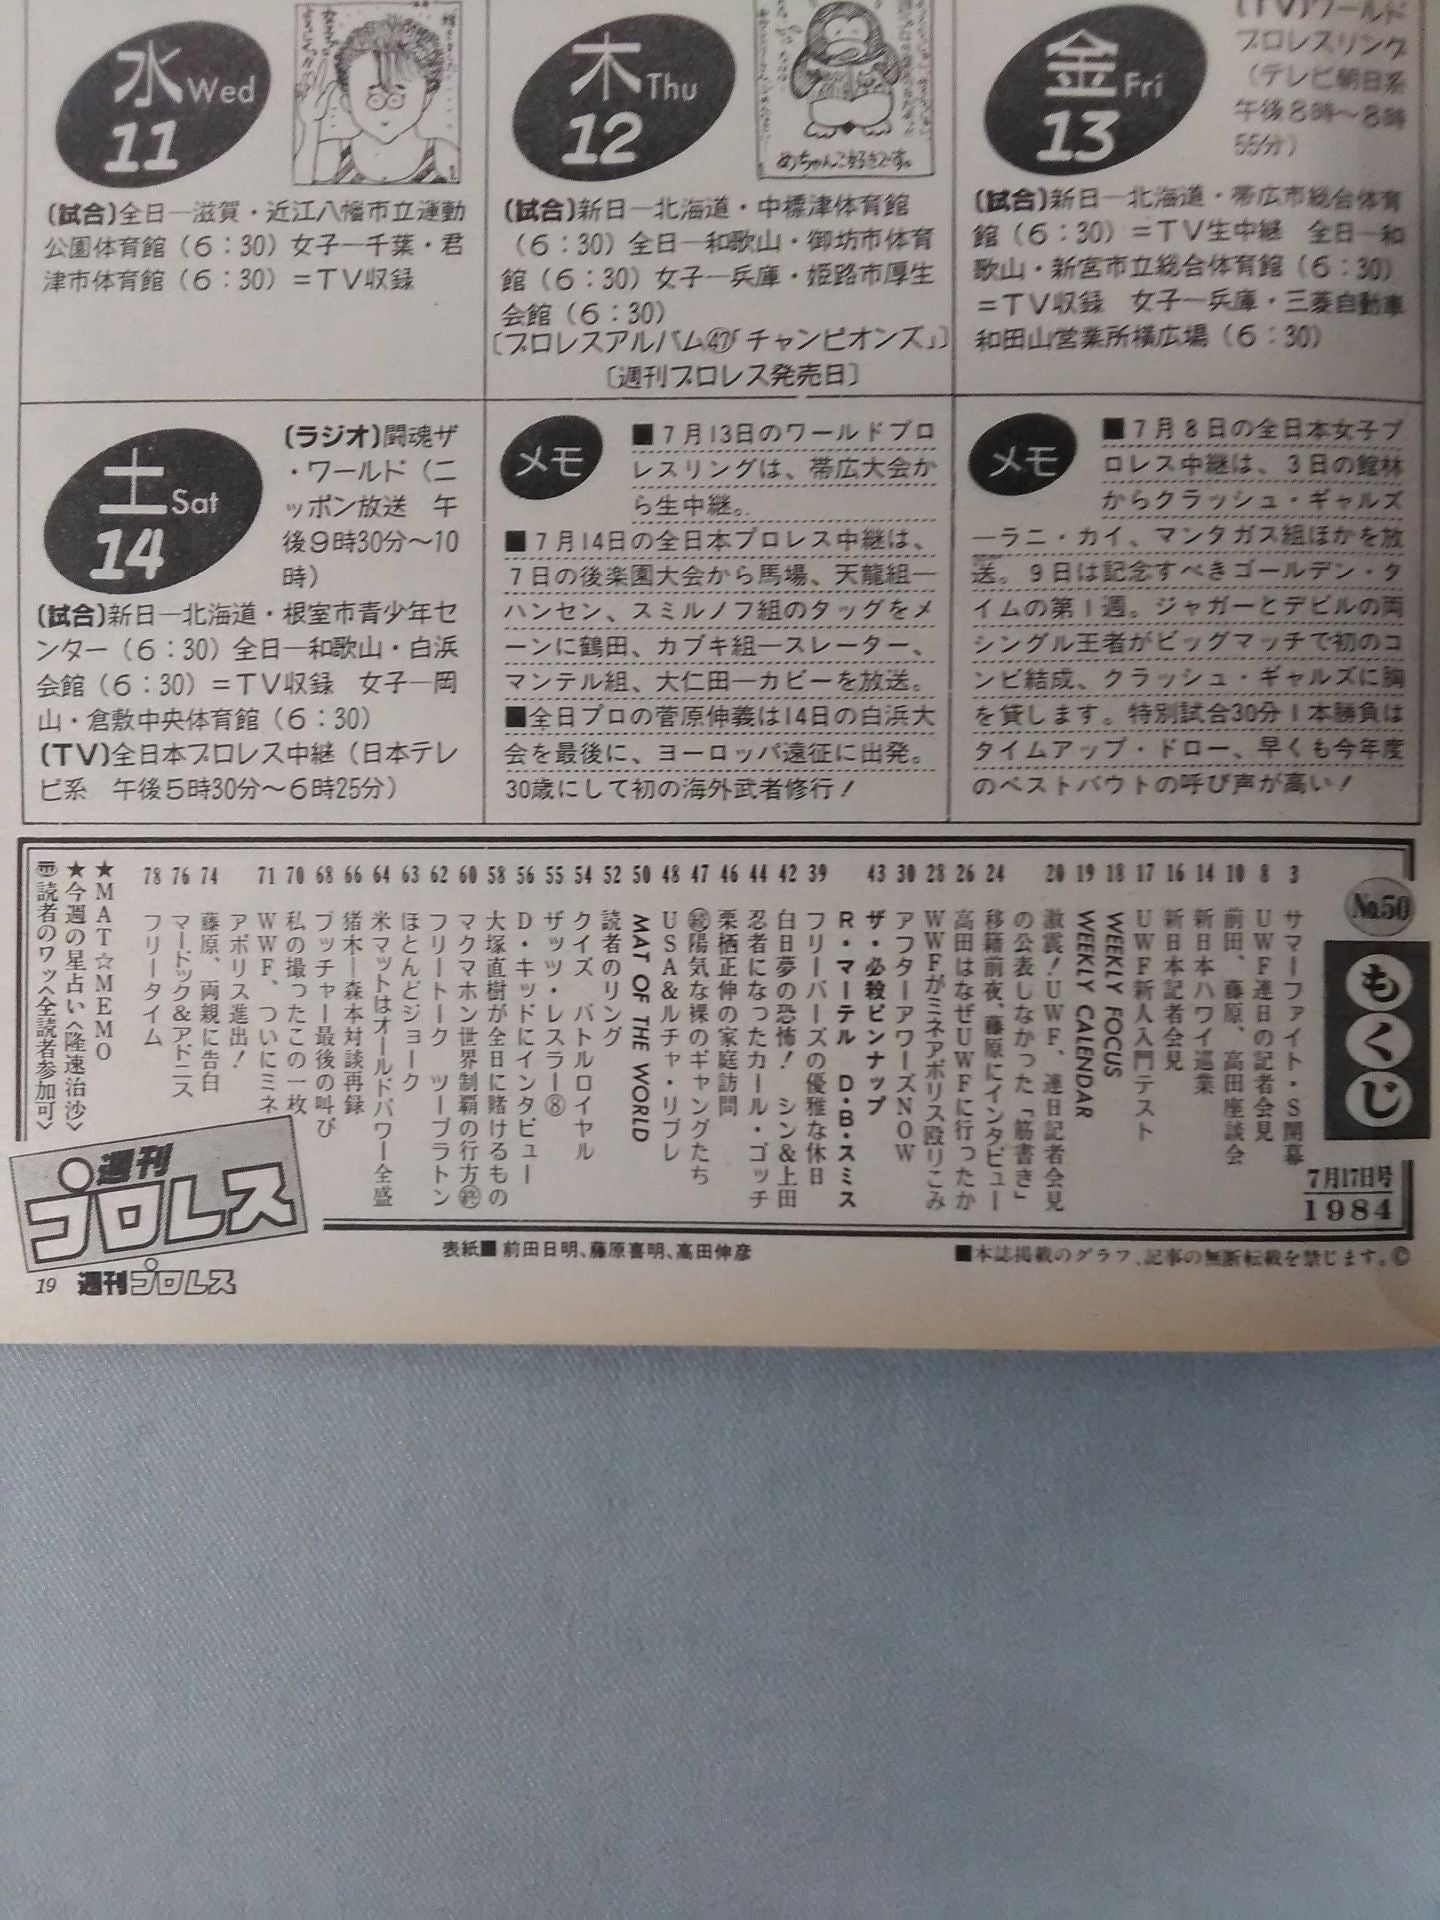 水 Wed
11
(試合)全日―滋賀・近江八幡市立運動
公園体育館(6:30)女子―千葉・君
津市体育館(6:30)=TV収録
木 Thu
12
めちゃんこ好きです。
(試合)新日―北海道・中標津体育館
(6:30)全日―和歌山・御坊市体育
館(6:30)女子―兵庫・姫路市厚生
会館(6:30)
〔プロレスアルバム㊼「チャンピオンズ」〕
〔週刊プロレス発売日〕
金 Fri
13
(TV)ワールド
プロレスリング
(テレビ朝日系
午後8時～8時
55分)
(試合)新日―北海道・帯広市総合体育
館(6:30)=TV生中継 全日―和
歌山・新宮市立総合体育館(6:30)
=TV収録 女子―兵庫・三菱自動車
和田山営業所横広場(6:30)
土 Sat
14
(ラジオ)闘魂ザ
・ワールド(ニ
ッポン放送 午
後9時30分～10
時)
(試合)新日―北海道・根室市青少年セ
ンター(6:30)全日―和歌山・白浜
会館(6:30)=TV収録 女子―岡
山・倉敷中央体育館(6:30)
(TV)全日本プロレス中継(日本テレ
ビ系 午後5時30分～6時25分)
メモ
■7月13日のワールドプロ
レスリングは、帯広大会か
ら生中継。
■7月14日の全日本プロレス中継は、
7日の後楽園大会から馬場、天龍組―
ハンセン、スミルノフ組のタッグをメ
ーンに鶴田、カブキ組―スレーター、
マンテル組、大仁田―カビーを放送。
■全日プロの菅原伸義は14日の白浜大
会を最後に、ヨーロッパ遠征に出発。
30歳にして初の海外武者修行!
メモ
■7月8日の全日本女子プ
ロレス中継は、3日の館林
からクラッシュ・ギャルズ
―ラニ・カイ、マンタガス組ほかを放
送。9日は記念すべきゴールデン・タ
イムの第1週。ジャガーとデビルの両
シングル王者がビッグマッチで初のコ
ンビ結成、クラッシュ・ギャルズに胸
を貸します。特別試合30分1本勝負は
タイムアップ・ドロー、早くも今年度
のベストバウトの呼び声が高い!
No.50
もくじ
7月17日号
1984
3 サマーファイト・S開幕
8 UWF連日の記者会見
10 前田、藤原、高田座談会
14 新日本ハワイ巡業
16 新日本記者会見
17 UWF新人入門テスト
18 WEEKLY FOCUS
19 WEEKLY CALENDAR
20 激震!UWF、連日記者会見
の公表しなかった「筋書き」
24 移籍前夜、藤原にインタビュー
26 高田はなぜUWFに行ったか
28 WWFがミネアポリス殴りこみ
30 アフターアワーズNOW
43 ザ・必殺ピンナップ
R・マーテル D・B・スミス
39 フリーバーズの優雅な休日
42 白日夢の恐怖! シン&上田
44 忍者になったカール・ゴッチ
46 栗栖正伸の家庭訪問
47 ㊙陽気な裸のギャングたち
48 USA&ルチャ・リブレ
50 MAT OF THE WORLD
52 読者のリング
54 クイズ バトルロイヤル
55 ザッツ・レスラー⑧
56 D・キッドにインタビュー
58 大塚直樹が全日に賭けるもの
60 マクマホン世界制覇の行方㊡
62 フリートーク ツープラトン
63 ほとんどジョーク
64 米マットはオールドパワー全盛
66 猪木―森本対談再録
68 ブッチャー最後の叫び
70 私の撮ったこの一枚
71 WWF、ついにミネ
アポリス進出!
74 藤原、両親に告白
76 マードック&アドニス
78 フリータイム
★MAT☆MEMO
★今週の星占い<隆速治沙>
読者のワッ<全読者参加可>
週刊
プロレス
表紙■前田日明、藤原喜明、高田伸彦
■本誌掲載のグラフ、記事の無断転載を禁じます。©
19 週刊プロレス